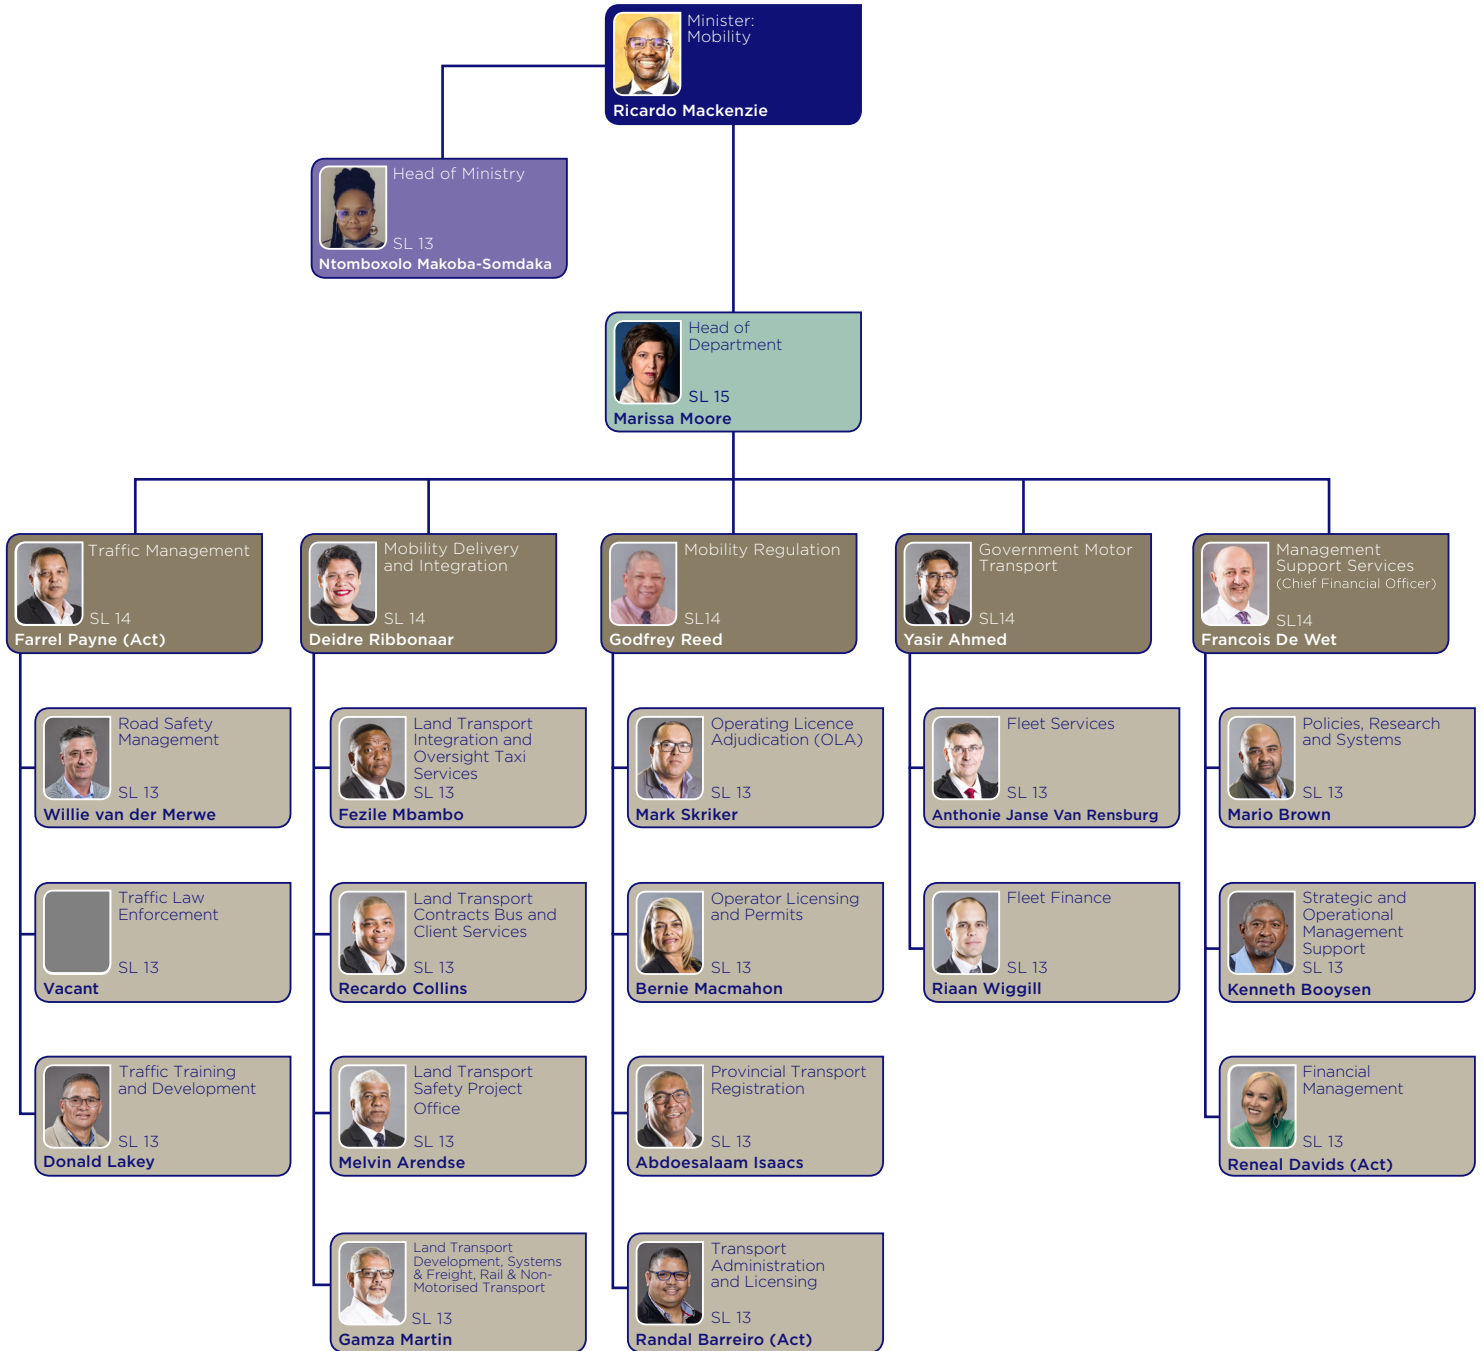 Minister:
Mobility
Ricardo Mackenzie
Head of Ministry
SL 13
Ntomboxolo Makoba-Somdaka
Head of
Department
SL 15
Marissa Moore
Traffic Management
SL 14
Farrel Payne (Act)
Mobility Delivery
and Integration
SL 14
Deidre Ribbonaar
Mobility Regulation
SL14
Godfrey Reed
Government Motor
Transport
SL14
Yasir Ahmed
Management
Support Services
(Chief Financial Officer)
SL14
Francois De Wet
Road Safety
Management
SL 13
Willie van der Merwe
Land Transport
Integration and
Oversight Taxi
Services
SL 13
Fezile Mbambo
Operating Licence
Adjudication (OLA)
SL 13
Mark Skriker
Fleet Services
SL 13
Anthonie Janse Van Rensburg
Policies, Research
and Systems
SL 13
Mario Brown
Traffic Law
Enforcement
SL 13
Vacant
Land Transport
Contracts Bus and
Client Services
SL 13
Recardo Collins
Operator Licensing
and Permits
SL 13
Bernie Macmahon
Fleet Finance
SL 13
Riaan Wiggill
Strategic and
Operational
Management
Support
SL 13
Kenneth Booysen
Traffic Training
and Development
SL 13
Donald Lakey
Land Transport
Safety Project
Office
SL 13
Melvin Arendse
Provincial Transport
Registration
SL 13
Abdoesalaam Isaacs
Financial
Management
SL 13
Reneal Davids (Act)
Land Transport
Development, Systems
& Freight, Rail & Non-
Motorised Transport
SL 13
Gamza Martin
Transport
Administration
and Licensing
SL 13
Randal Barreiro (Act)